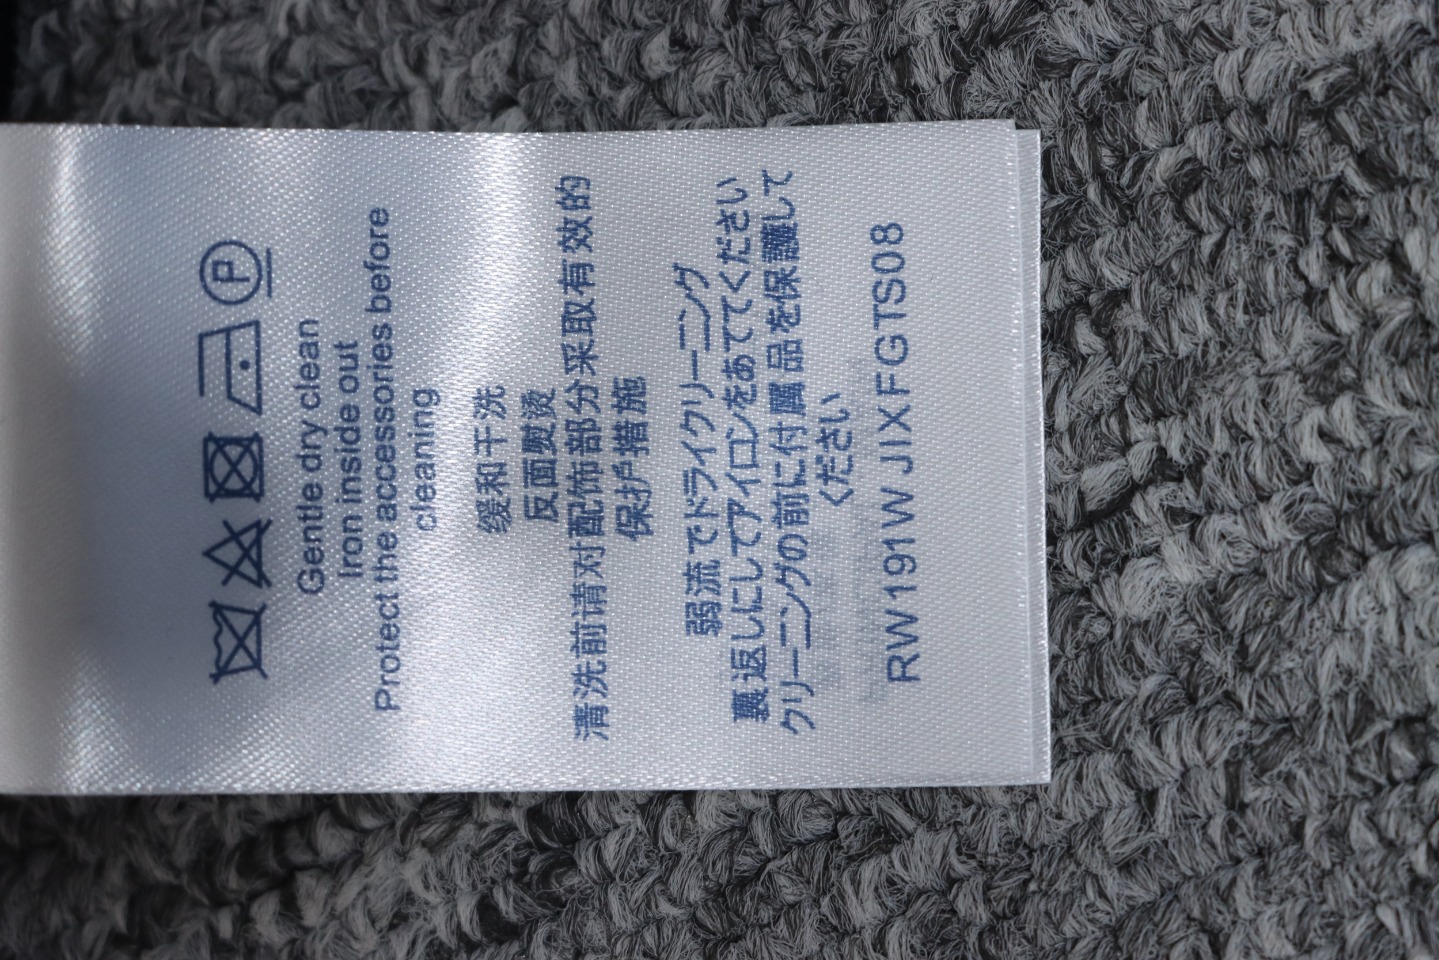 P
Gentle dry clean
Iron inside out
Protect the accessories before
cleaning
缓和干洗
反面熨烫
清洗前请对配饰部分采取有效的
保护措施
弱流でドライクリーニング
裏返しにしてアイロンをあててください
クリーニングの前に付属品を保護して
ください
RW191WJIXFGTS08